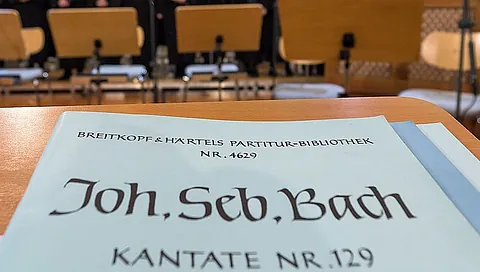 BREITKOPF & HÄRTELS PARTITUR-BIBLIOTHEK
NR. 4629
Joh. Seb. Bach
KANTATE NR. 129